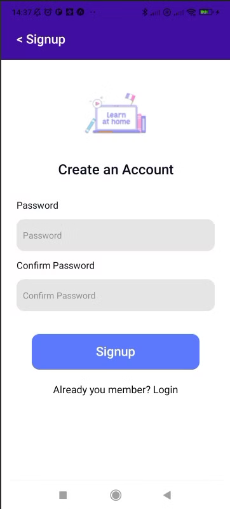 14:37
< Signup
Learn
at home
Create an Account
Password
Password
Confirm Password
Confirm Password
Signup
Already you member? Login